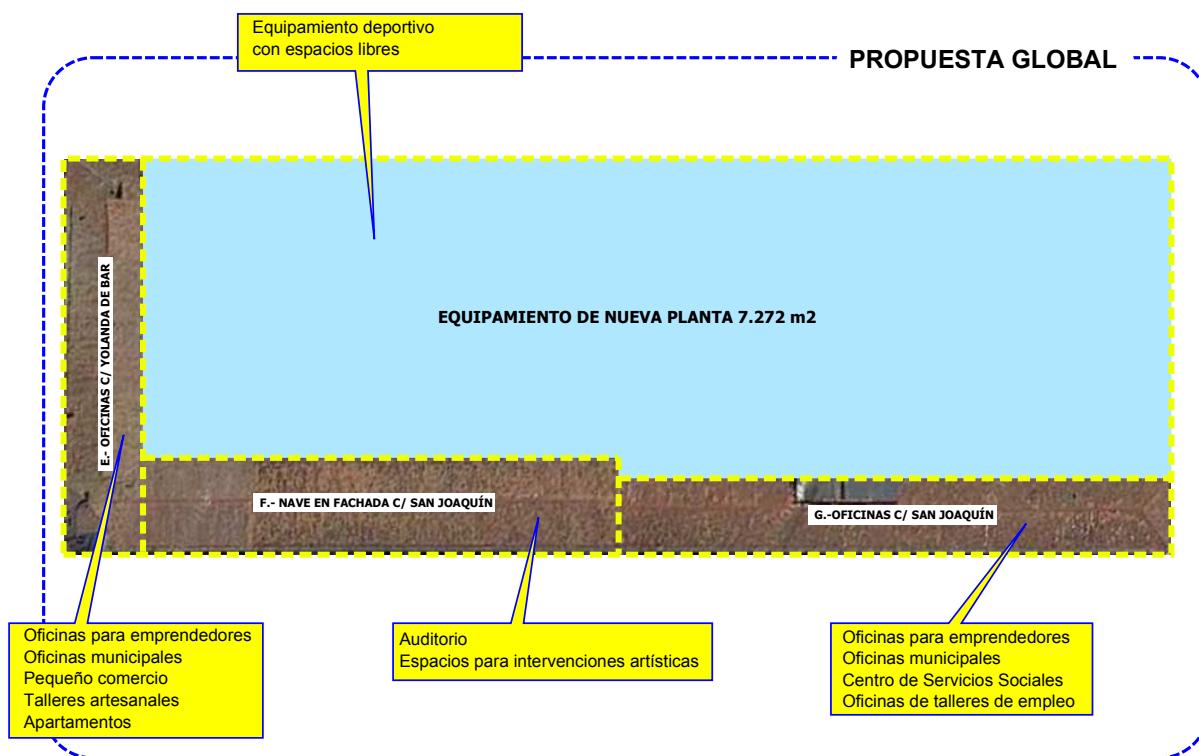 Equipamiento deportivo
con espacios libres
PROPUESTA GLOBAL
E.- OFICINAS C/ YOLANDA DE BAR
EQUIPAMIENTO DE NUEVA PLANTA 7.272 m2
F.- NAVE EN FACHADA C/ SAN JOAQUÍN
G.-OFICINAS C/ SAN JOAQUÍN
Oficinas para emprendedores
Oficinas municipales
Pequeño comercio
Talleres artesanales
Apartamentos
Auditorio
Espacios para intervenciones artísticas
Oficinas para emprendedores
Oficinas municipales
Centro de Servicios Sociales
Oficinas de talleres de empleo